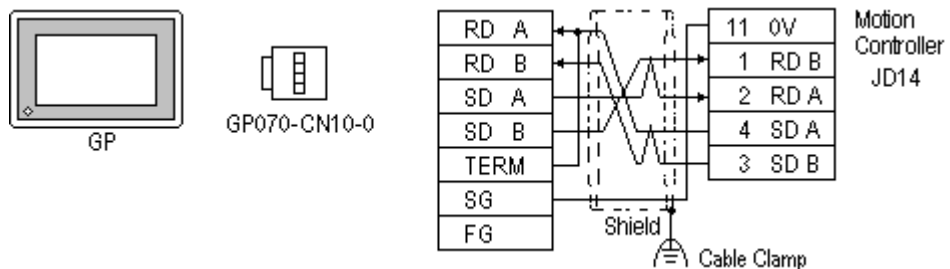 GP
GP070-CN10-0
RD A
RD B
SD A
SD B
TERM
SG
FG
Shield
Cable Clamp
11 0V
1 RD B
2 RD A
4 SD A
3 SD B
Motion
Controller
JD14